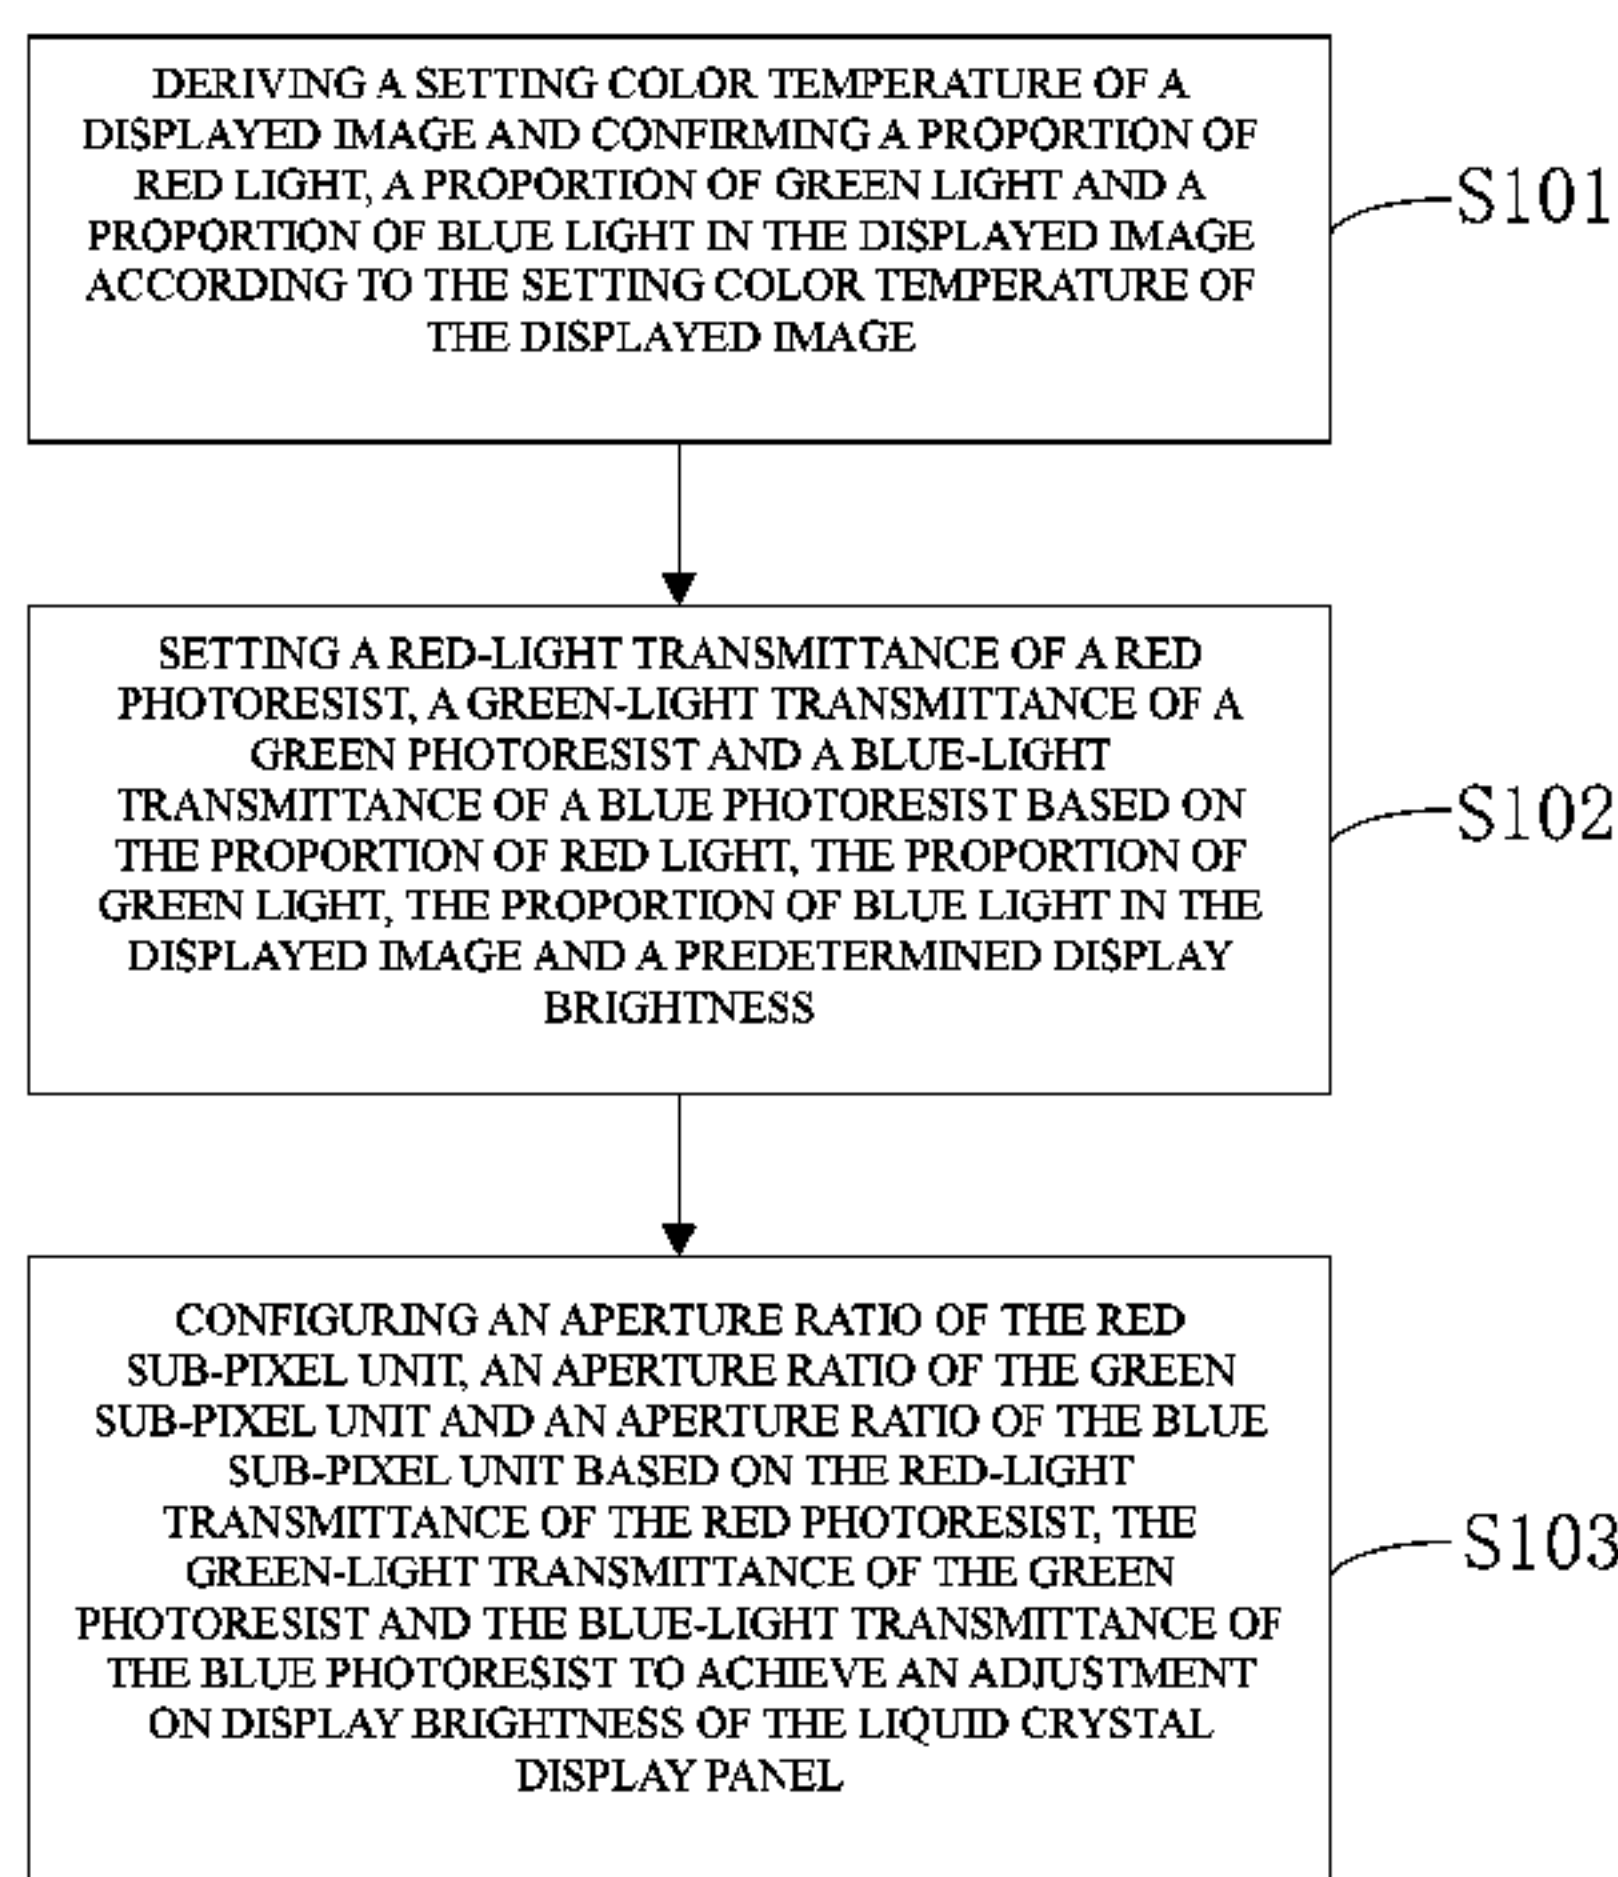 DERIVING A SETTING COLOR TEMPERATURE OF A
DISPLAYED IMAGE AND CONFIRMING A PROPORTION OF
RED LIGHT, A PROPORTION OF GREEN LIGHT AND A
PROPORTION OF BLUE LIGHT IN THE DISPLAYED IMAGE
ACCORDING TO THE SETTING COLOR TEMPERATURE OF
THE DISPLAYED IMAGE
S101
SETTING A RED-LIGHT TRANSMITTANCE OF A RED
PHOTORESIST, A GREEN-LIGHT TRANSMITTANCE OF A
GREEN PHOTORESIST AND A BLUE-LIGHT
TRANSMITTANCE OF A BLUE PHOTORESIST BASED ON
THE PROPORTION OF RED LIGHT, THE PROPORTION OF
GREEN LIGHT, THE PROPORTION OF BLUE LIGHT IN THE
DISPLAYED IMAGE AND A PREDETERMINED DISPLAY
BRIGHTNESS
S102
CONFIGURING AN APERTURE RATIO OF THE RED
SUB-PIXEL UNIT, AN APERTURE RATIO OF THE GREEN
SUB-PIXEL UNIT AND AN APERTURE RATIO OF THE BLUE
SUB-PIXEL UNIT BASED ON THE RED-LIGHT
TRANSMITTANCE OF THE RED PHOTORESIST, THE
GREEN-LIGHT TRANSMITTANCE OF THE GREEN
PHOTORESIST AND THE BLUE-LIGHT TRANSMITTANCE OF
THE BLUE PHOTORESIST TO ACHIEVE AN ADJUSTMENT
ON DISPLAY BRIGHTNESS OF THE LIQUID CRYSTAL
DISPLAY PANEL
S103